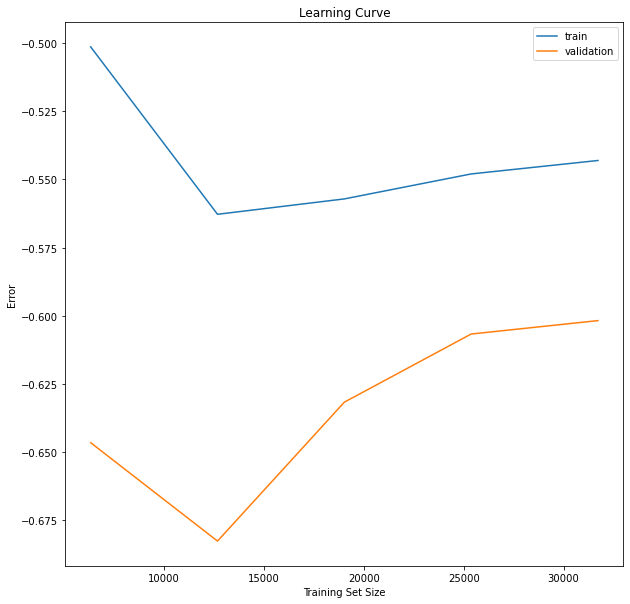 Learning Curve
train
validation
−0.500
−0.525
−0.550
−0.575
−0.600
−0.625
−0.650
−0.675
Error
10000 15000 20000 25000 30000
Training Set Size